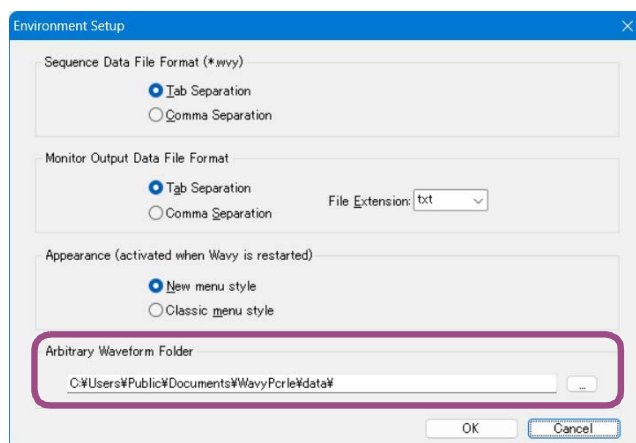 Environment Setup
Sequence Data File Format (*.wvy)
Tab Separation
Comma Separation
Monitor Output Data File Format
Tab Separation
Comma Separation
File Extension: txt
Appearance (activated when Wavy is restarted)
New menu style
Classic menu style
Arbitrary Waveform Folder
C:¥Users¥Public¥Documents¥WavyPcrle¥data¥
...
OK
Cancel